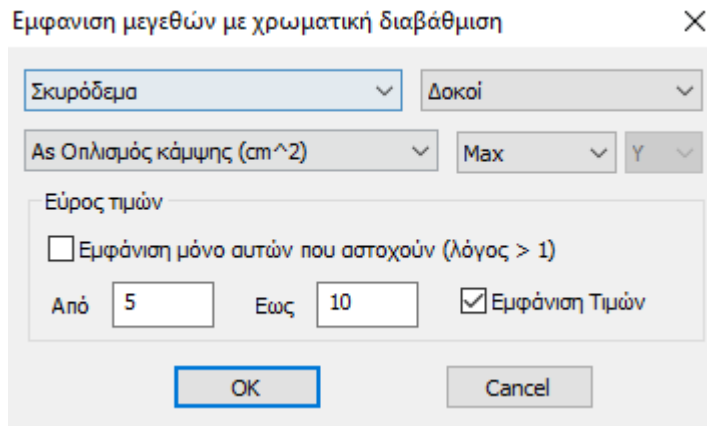 Εμφανιση μεγεθών με χρωματική διαβάθμιση
Σκυρόδεμα Δοκοί
As Οπλισμός κάμψης (cm^2) Max Y
Εύρος τιμών
Εμφάνιση μόνο αυτών που αστοχούν (λόγος > 1)
Από 5 Εως 10 Εμφάνιση Τιμών
OK Cancel